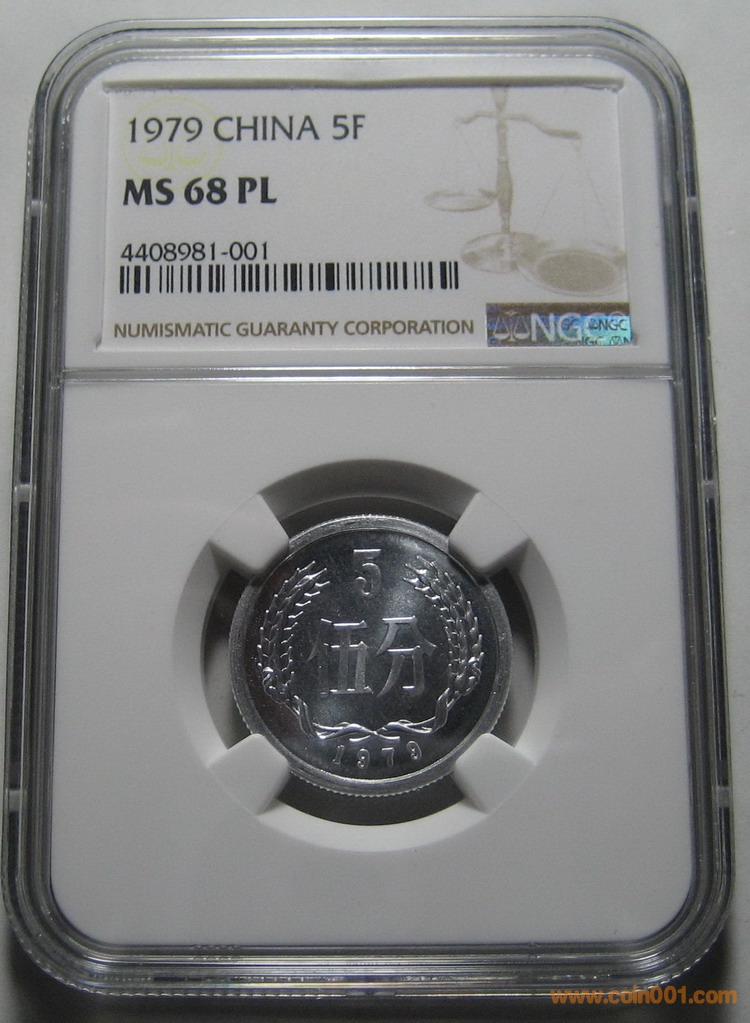 1979 CHINA 5F
MS 68 PL
4408981-001
NUMISMATIC GUARANTY CORPORATION
NGC
NGC
5
伍分
1979
www.coin001.com